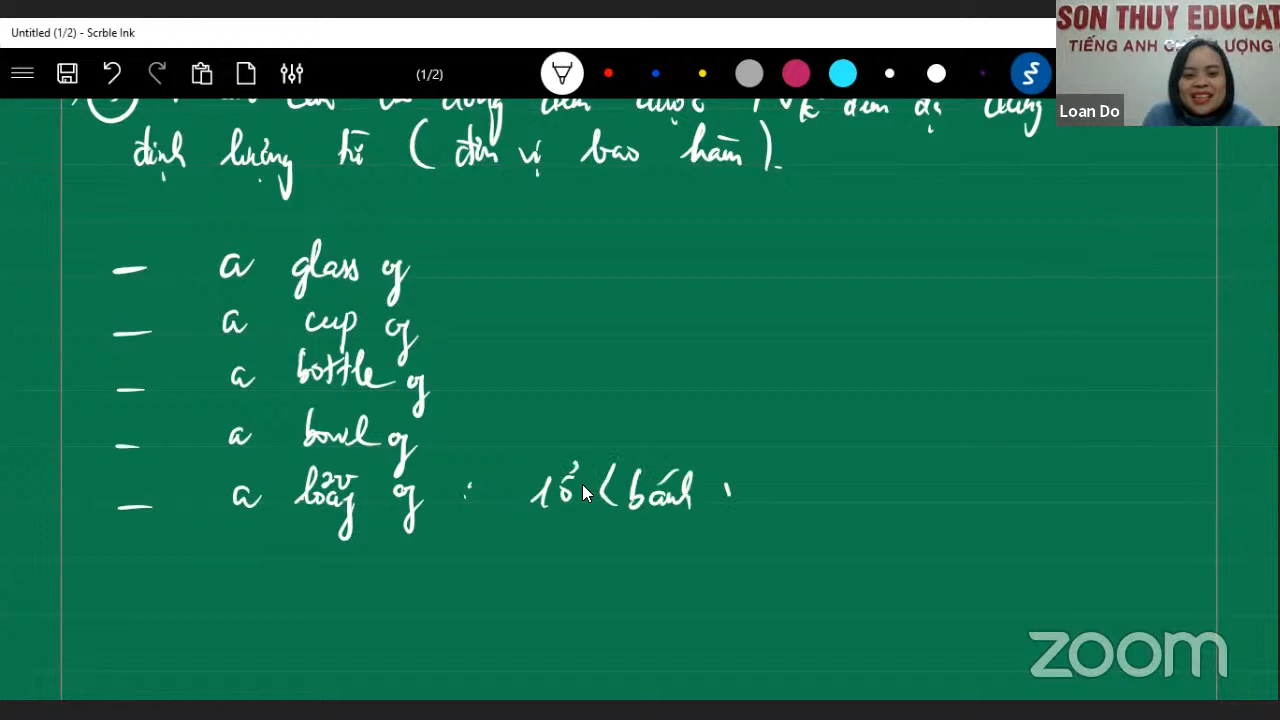 Untitled (1/2) - Scrble Ink
SON THUY EDUCAT
TIẾNG ANH LƯỢNG
(1/2)
Loan Do
định lượng từ (đơn vị bao hàm).
- a glass of
- a cup of
- a bottle of
- a bowl of
- a loaf of : 1 ổ (bánh
zoom